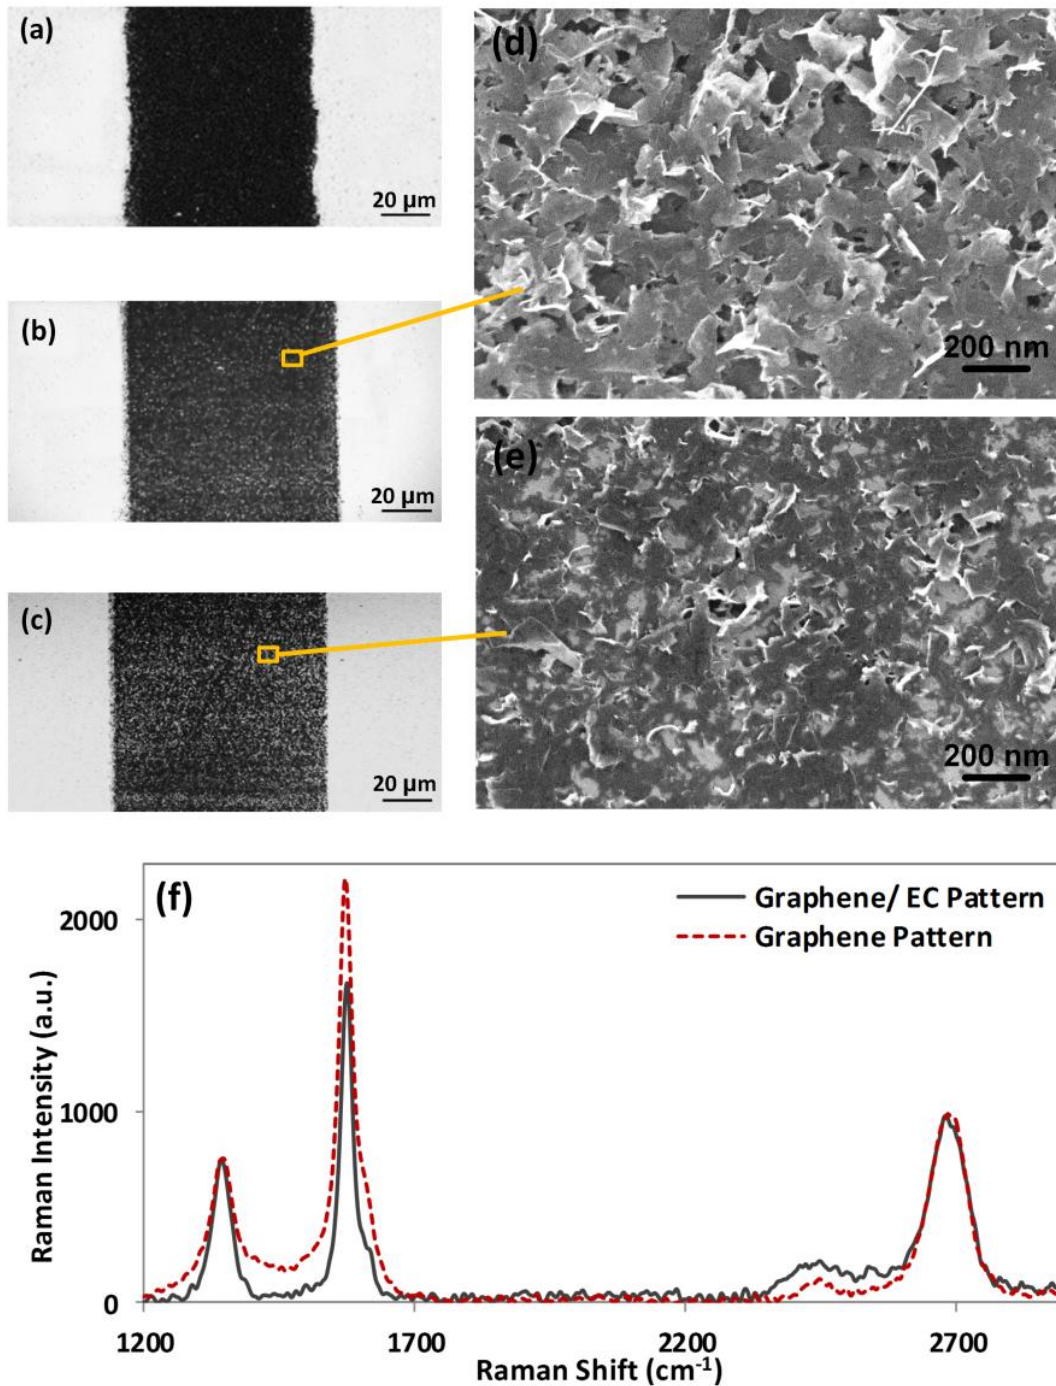 (a)
20 µm
(b)
20 µm
(c)
20 µm
(d)
200 nm
(e)
200 nm
(f)
Graphene/ EC Pattern
Graphene Pattern
2000
1000
0
Raman Intensity (a.u.)
1200 1700 2200 2700
Raman Shift (cm⁻¹)